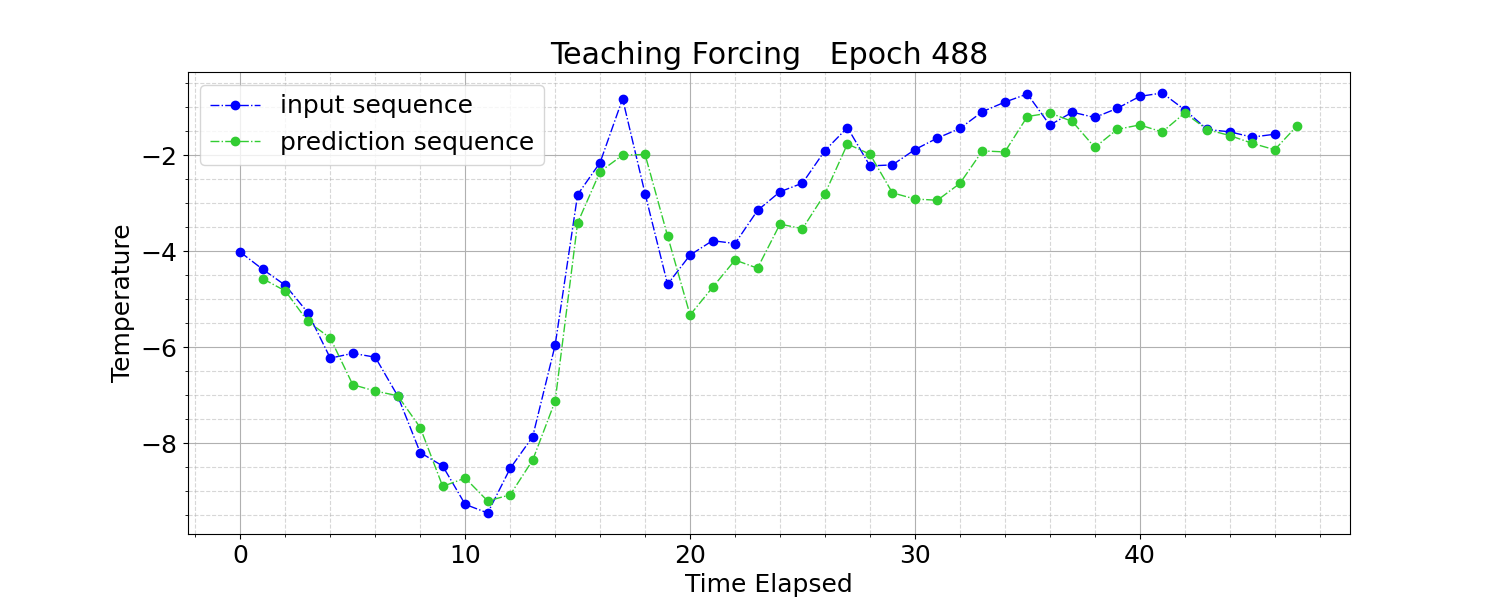 Teaching Forcing   Epoch 488
input sequence
prediction sequence
−2
−4
−6
−8
Temperature
0 10 20 30 40
Time Elapsed